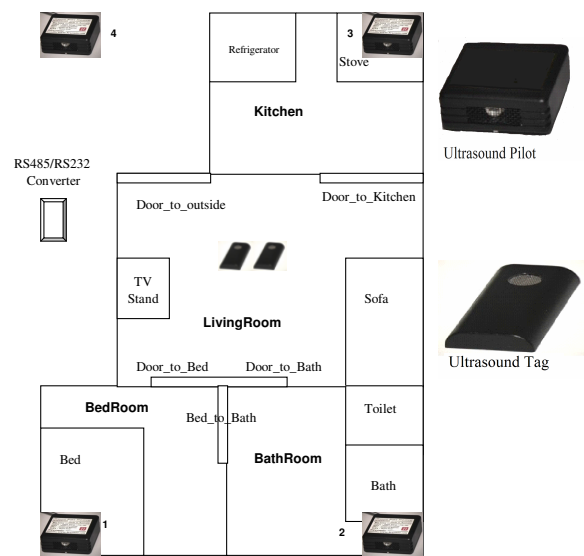 4
3
Refrigerator
Stove
Kitchen
Ultrasound Pilot
RS485/RS232
Converter
Door_to_outside
Door_to_Kitchen
TV
Stand
Sofa
LivingRoom
Ultrasound Tag
Door_to_Bed
Door_to_Bath
BedRoom
Bed_to_Bath
Toilet
Bed
BathRoom
Bath
1
2